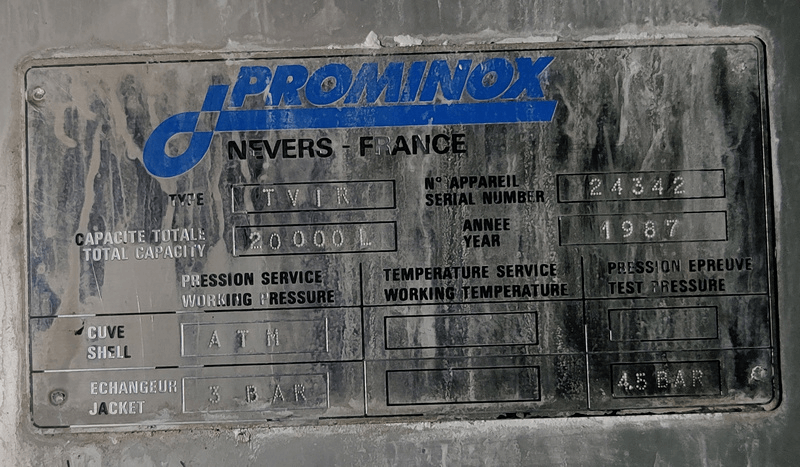 PROMINOX
NEVERS - FRANCE
TYPE TVIR
N° APPAREIL
SERIAL NUMBER 24342
CAPACITE TOTALE
TOTAL CAPACITY 20000 L
ANNEE
YEAR 1987
PRESSION SERVICE
WORKING PRESSURE
TEMPERATURE SERVICE
WORKING TEMPERATURE
PRESSION EPREUVE
TEST PRESSURE
CUVE
SHELL ATM
ECHANGEUR
JACKET 3 BAR 4.5 BAR